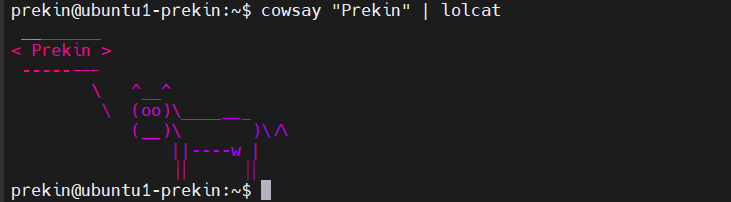 prekin@ubuntu1-prekin:~$ cowsay "Prekin" | lolcat
 ________
< Prekin >
 --------
        \   ^__^
         \  (oo)\_______
            (__)\       )\/\
                ||----w |
                ||     ||
prekin@ubuntu1-prekin:~$